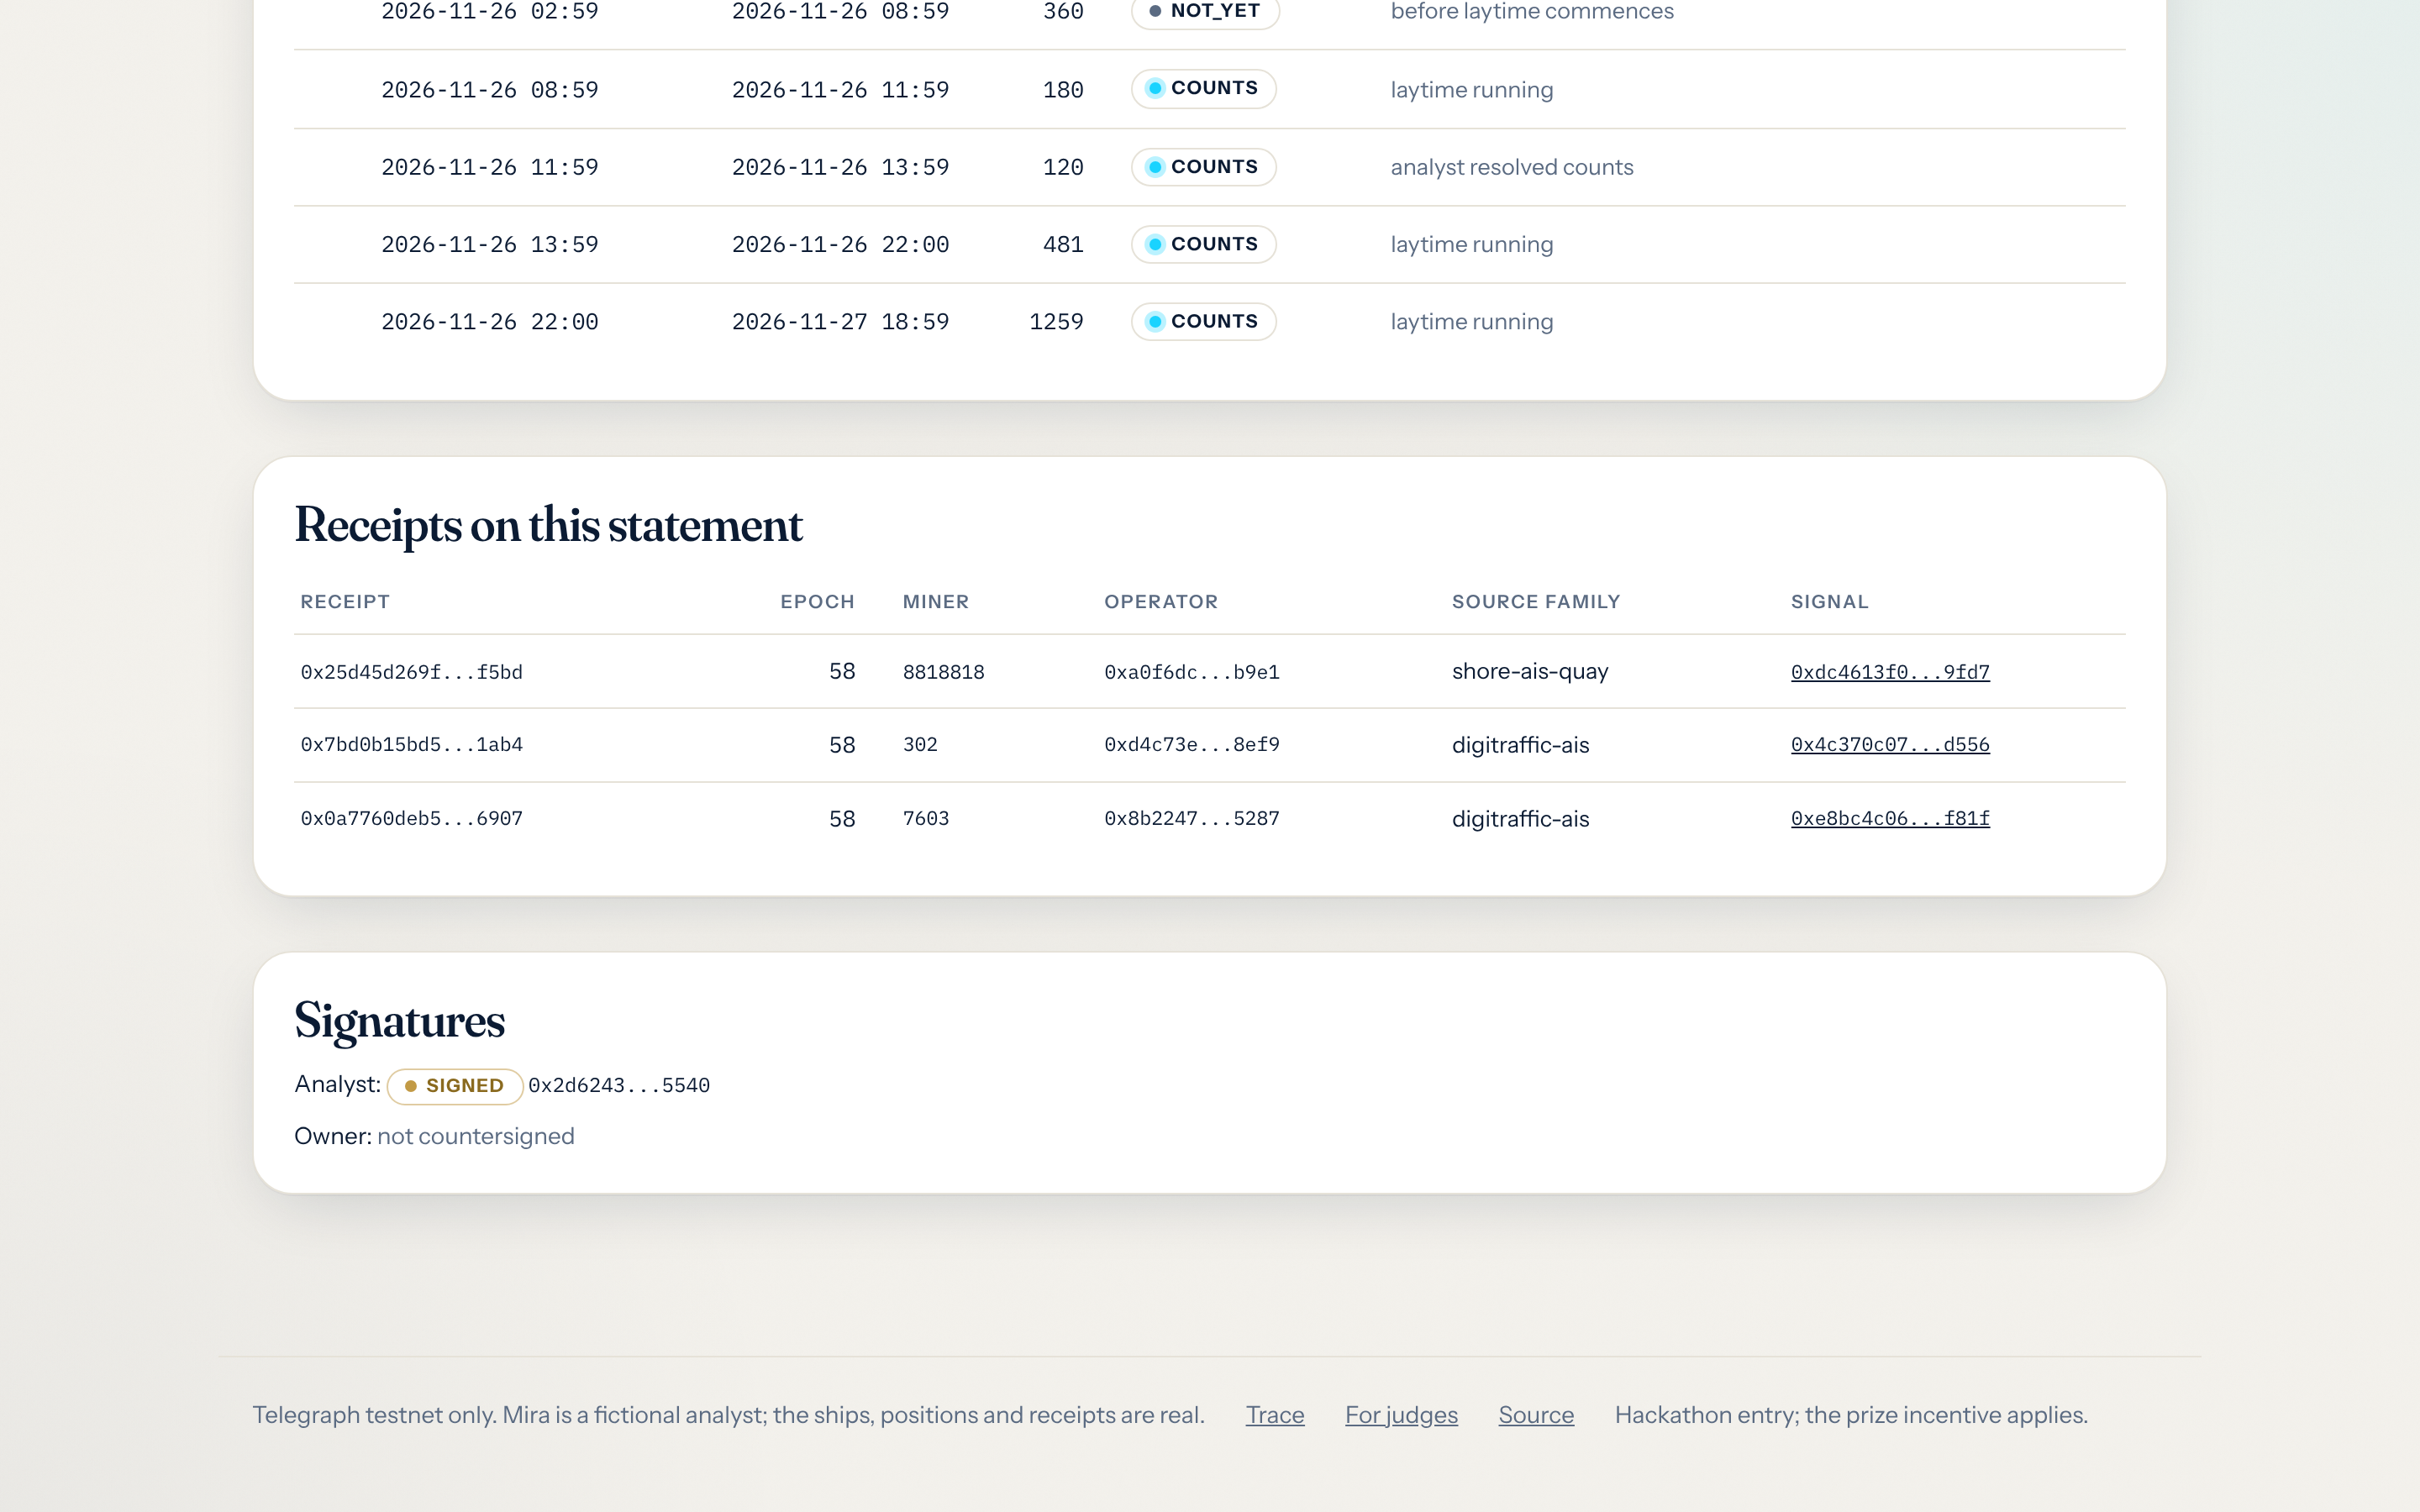 2026-11-26 02:59 2026-11-26 08:59 360 NOT_YET before laytime commences
2026-11-26 08:59 2026-11-26 11:59 180 COUNTS laytime running
2026-11-26 11:59 2026-11-26 13:59 120 COUNTS analyst resolved counts
2026-11-26 13:59 2026-11-26 22:00 481 COUNTS laytime running
2026-11-26 22:00 2026-11-27 18:59 1259 COUNTS laytime running
Receipts on this statement
RECEIPT EPOCH MINER OPERATOR SOURCE FAMILY SIGNAL
0x25d45d269f...f5bd 58 8818818 0xa0f6dc...b9e1 shore-ais-quay 0xdc4613f0...9fd7
0x7bd0b15bd5...1ab4 58 302 0xd4c73e...8ef9 digitraffic-ais 0x4c370c07...d556
0x0a7760deb5...6907 58 7603 0x8b2247...5287 digitraffic-ais 0xe8bc4c06...f81f
Signatures
Analyst: SIGNED 0x2d6243...5540
Owner: not countersigned
Telegraph testnet only. Mira is a fictional analyst; the ships, positions and receipts are real. Trace For judges Source Hackathon entry; the prize incentive applies.